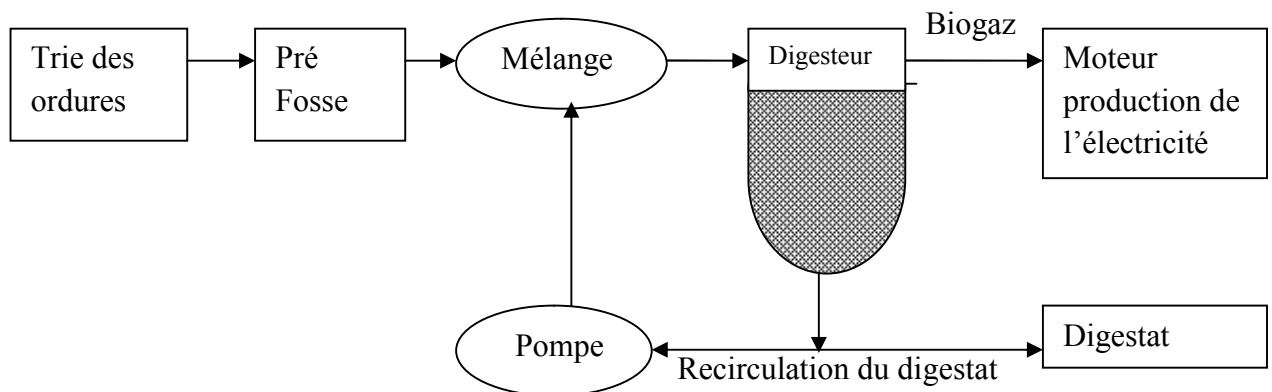 Trie des
ordures
Pré
Fosse
Mélange
Digesteur
Biogaz
Moteur
production de
l’électricité
Pompe
Recirculation du digestat
Digestat